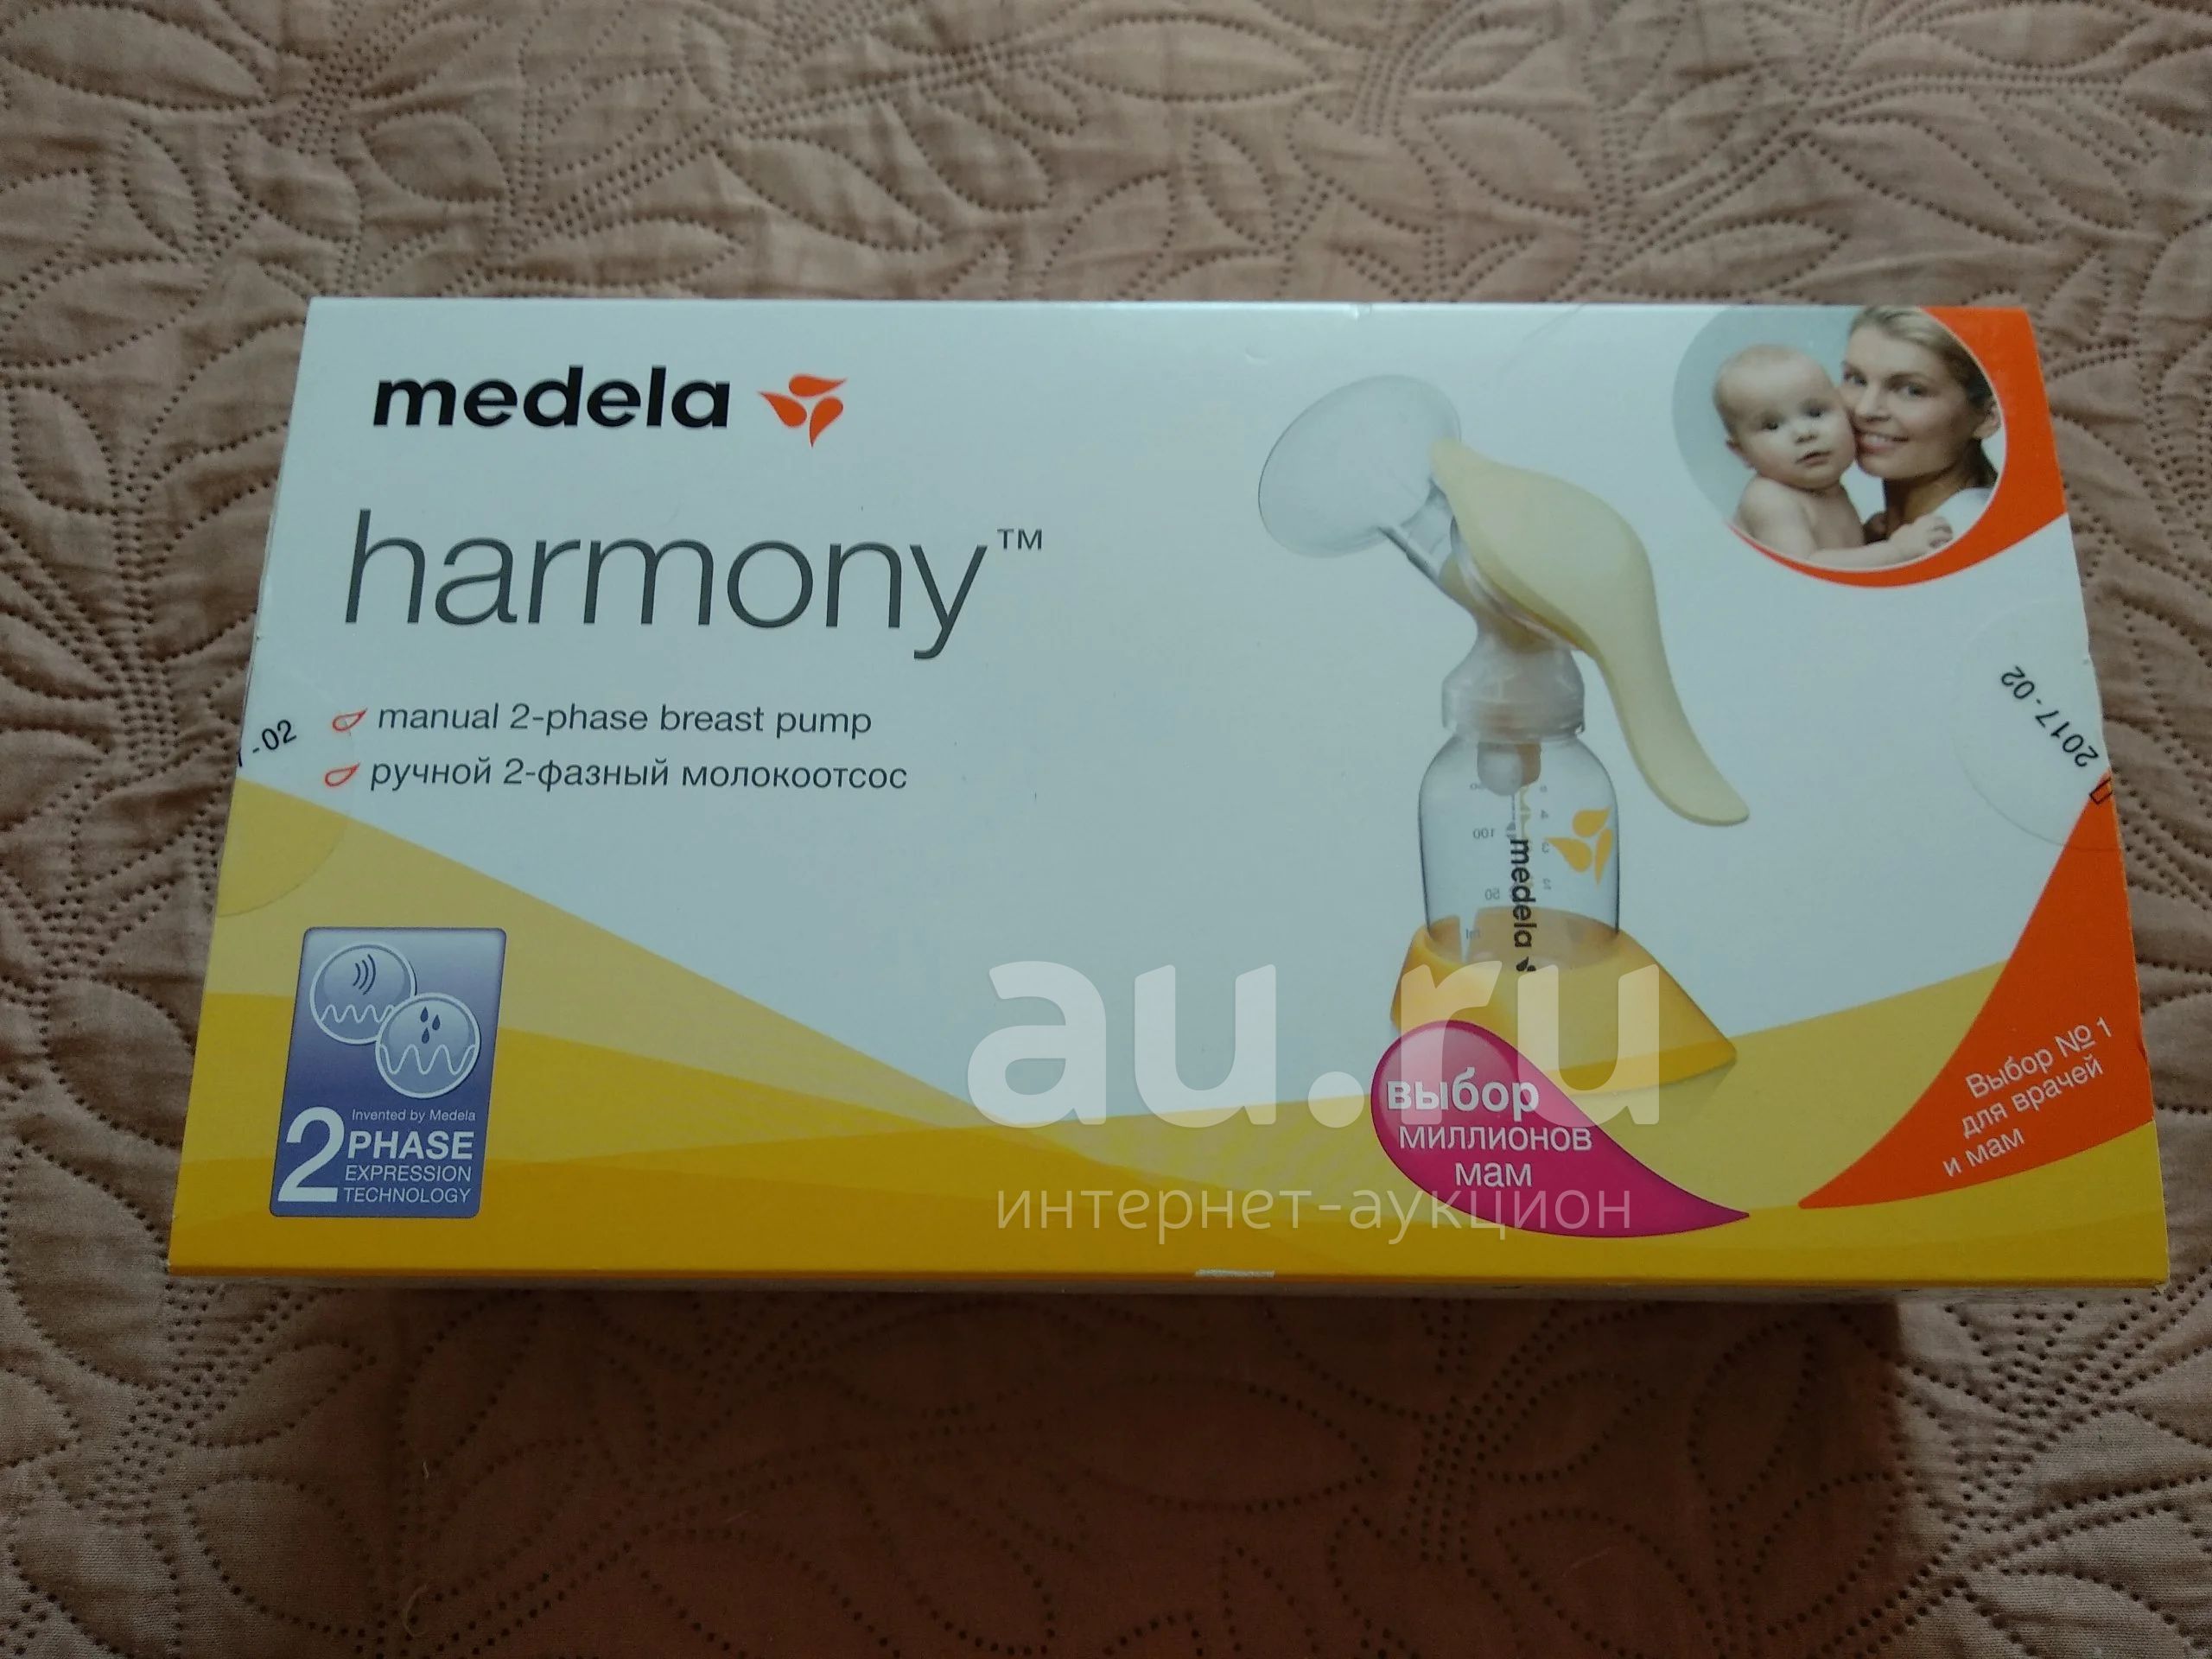 medela
harmony™
manual 2-phase breast pump
ручной 2-фазный молокоотсос
-02
2017-02
100
50
medela
Invented by Medela
2 PHASE
EXPRESSION
TECHNOLOGY
выбор
миллионов
мам
Выбор № 1
для врачей
и мам
au.ru
интернет-аукцион